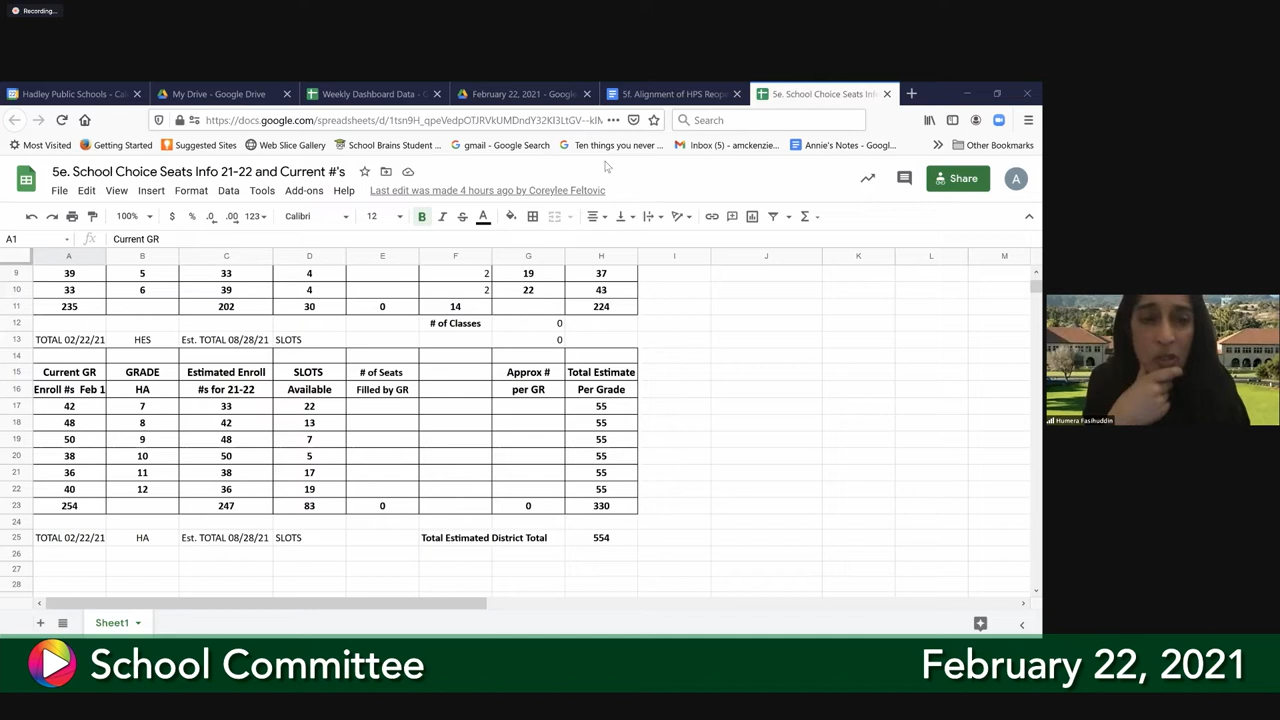 Recording...
Hadley Public Schools - Cal
My Drive - Google Drive
Weekly Dashboard Data - G
February 22, 2021 - Google
5f. Alignment of HPS Reope
5e. School Choice Seats Inf
https://docs.google.com/spreadsheets/d/1tsn9H_qpeVedpOTJRVkUMDndY32KI3LtGV--kIM
Search
Most Visited
Getting Started
Suggested Sites
Web Slice Gallery
School Brains Student ...
gmail - Google Search
Ten things you never ...
Inbox (5) - amckenzie...
Annie's Notes - Googl...
Other Bookmarks
5e. School Choice Seats Info 21-22 and Current #'s
File Edit View Insert Format Data Tools Add-ons Help Last edit was made 4 hours ago by Coreylee Feltovic
Share
A
100% $ % .0 .00 123 Calibri 12 B I S A
A1 fx Current GR
A B C D E F G H I J K L M
9 39 5 33 4 2 19 37
10 33 6 39 4 2 22 43
11 235 202 30 0 14 224
12 # of Classes 0
13 TOTAL 02/22/21 HES Est. TOTAL 08/28/21 SLOTS 0
14
15 Current GR GRADE Estimated Enroll SLOTS # of Seats Approx # Total Estimate
16 Enroll #s Feb 1 HA #s for 21-22 Available Filled by GR per GR Per Grade
17 42 7 33 22 55
18 48 8 42 13 55
19 50 9 48 7 55
20 38 10 50 5 55
21 36 11 38 17 55
22 40 12 36 19 55
23 254 247 83 0 0 330
24
25 TOTAL 02/22/21 HA Est. TOTAL 08/28/21 SLOTS Total Estimated District Total 554
26
27
28
Sheet1
Humera Fasihuddin
School Committee
February 22, 2021